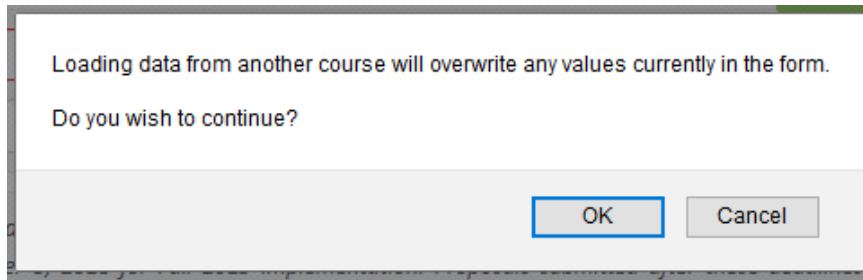 Loading data from another course will overwrite any values currently in the form.
Do you wish to continue?
OK Cancel